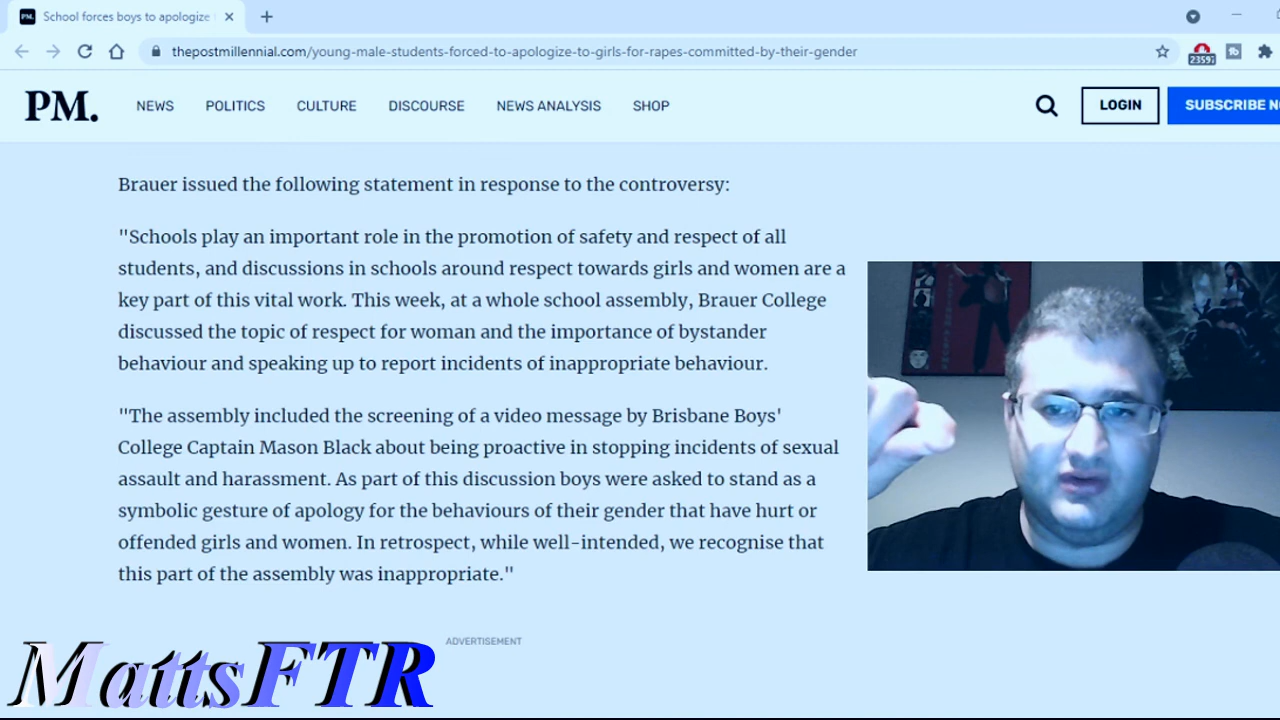 PM. School forces boys to apologize
thepostmillennial.com/young-male-students-forced-to-apologize-to-girls-for-rapes-committed-by-their-gender
2359
PM. NEWS POLITICS CULTURE DISCOURSE NEWS ANALYSIS SHOP LOGIN SUBSCRIBE
Brauer issued the following statement in response to the controversy:
"Schools play an important role in the promotion of safety and respect of all
students, and discussions in schools around respect towards girls and women are a
key part of this vital work. This week, at a whole school assembly, Brauer College
discussed the topic of respect for woman and the importance of bystander
behaviour and speaking up to report incidents of inappropriate behaviour.
"The assembly included the screening of a video message by Brisbane Boys'
College Captain Mason Black about being proactive in stopping incidents of sexual
assault and harassment. As part of this discussion boys were asked to stand as a
symbolic gesture of apology for the behaviours of their gender that have hurt or
offended girls and women. In retrospect, while well-intended, we recognise that
this part of the assembly was inappropriate."
ADVERTISEMENT
MattsFTR